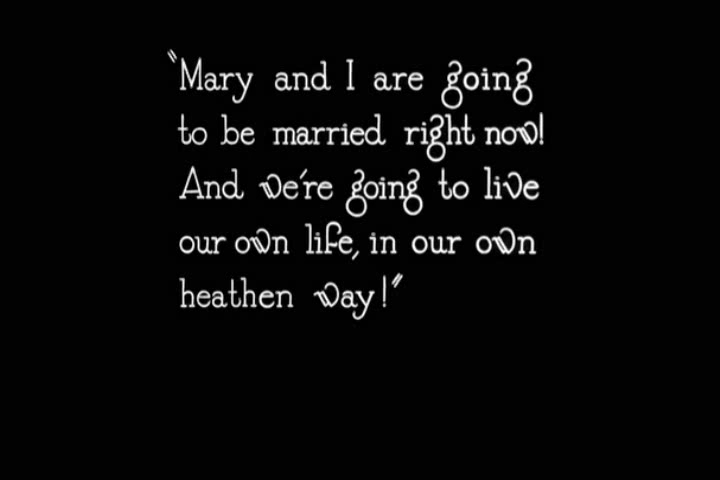 "Mary and I are going
to be married right now!
And we're going to live
our own life, in our own
heathen way!"